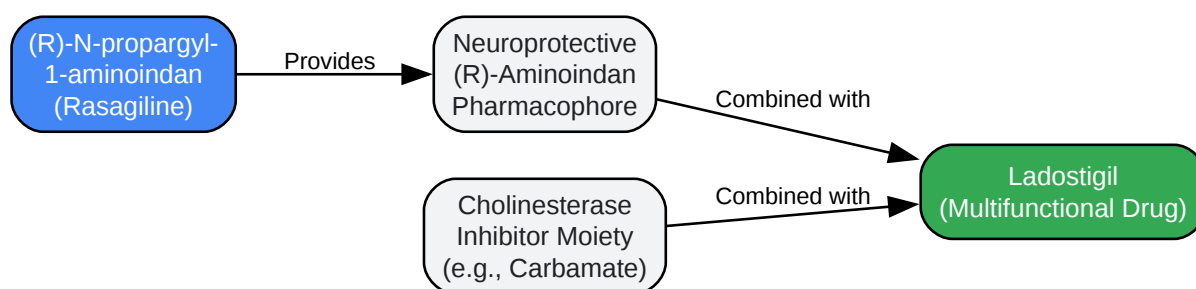 (R)-N-propargyl-
1-aminoindan
(Rasagiline)
Provides
Neuroprotective
(R)-Aminoindan
Pharmacophore
Combined with
Cholinesterase
Inhibitor Moiety
(e.g., Carbamate)
Combined with
Ladostigil
(Multifunctional Drug)